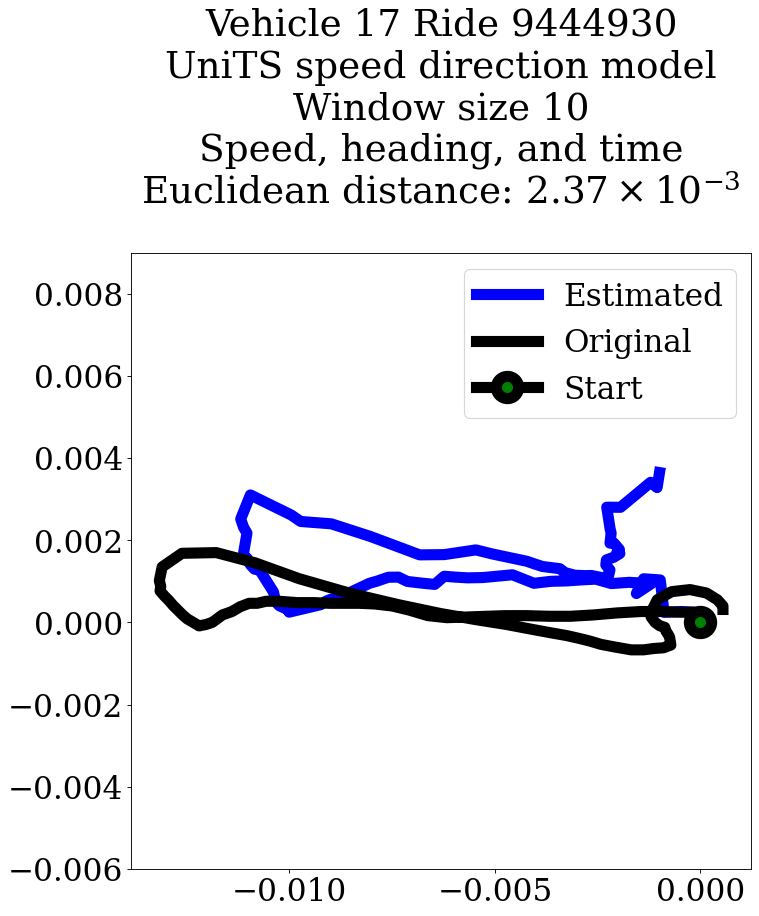 Vehicle 17 Ride 9444930
UniTS speed direction model
Window size 10
Speed, heading, and time
Euclidean distance: 2.37 × 10⁻³
Estimated
Original
Start
0.008
0.006
0.004
0.002
0.000
−0.002
−0.004
−0.006
−0.010
−0.005
0.000